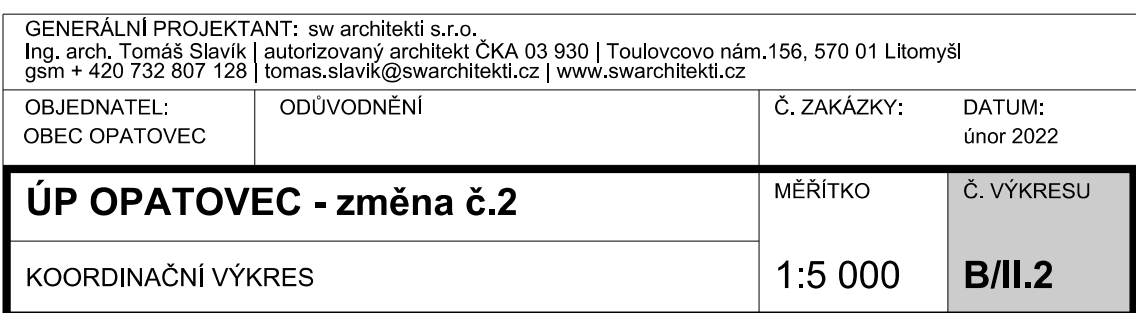 GENERÁLNÍ PROJEKTANT: sw architekti s.r.o.
Ing. arch. Tomáš Slavík | autorizovaný architekt ČKA 03 930 | Toulovcovo nám.156, 570 01 Litomyšl
gsm + 420 732 807 128 | tomas.slavik@swarchitekti.cz | www.swarchitekti.cz
OBJEDNATEL: ODŮVODNĚNÍ Č. ZAKÁZKY: DATUM:
OBEC OPATOVEC únor 2022
ÚP OPATOVEC - změna č.2 MĚŘÍTKO Č. VÝKRESU
KOORDINAČNÍ VÝKRES 1:5 000 B/II.2